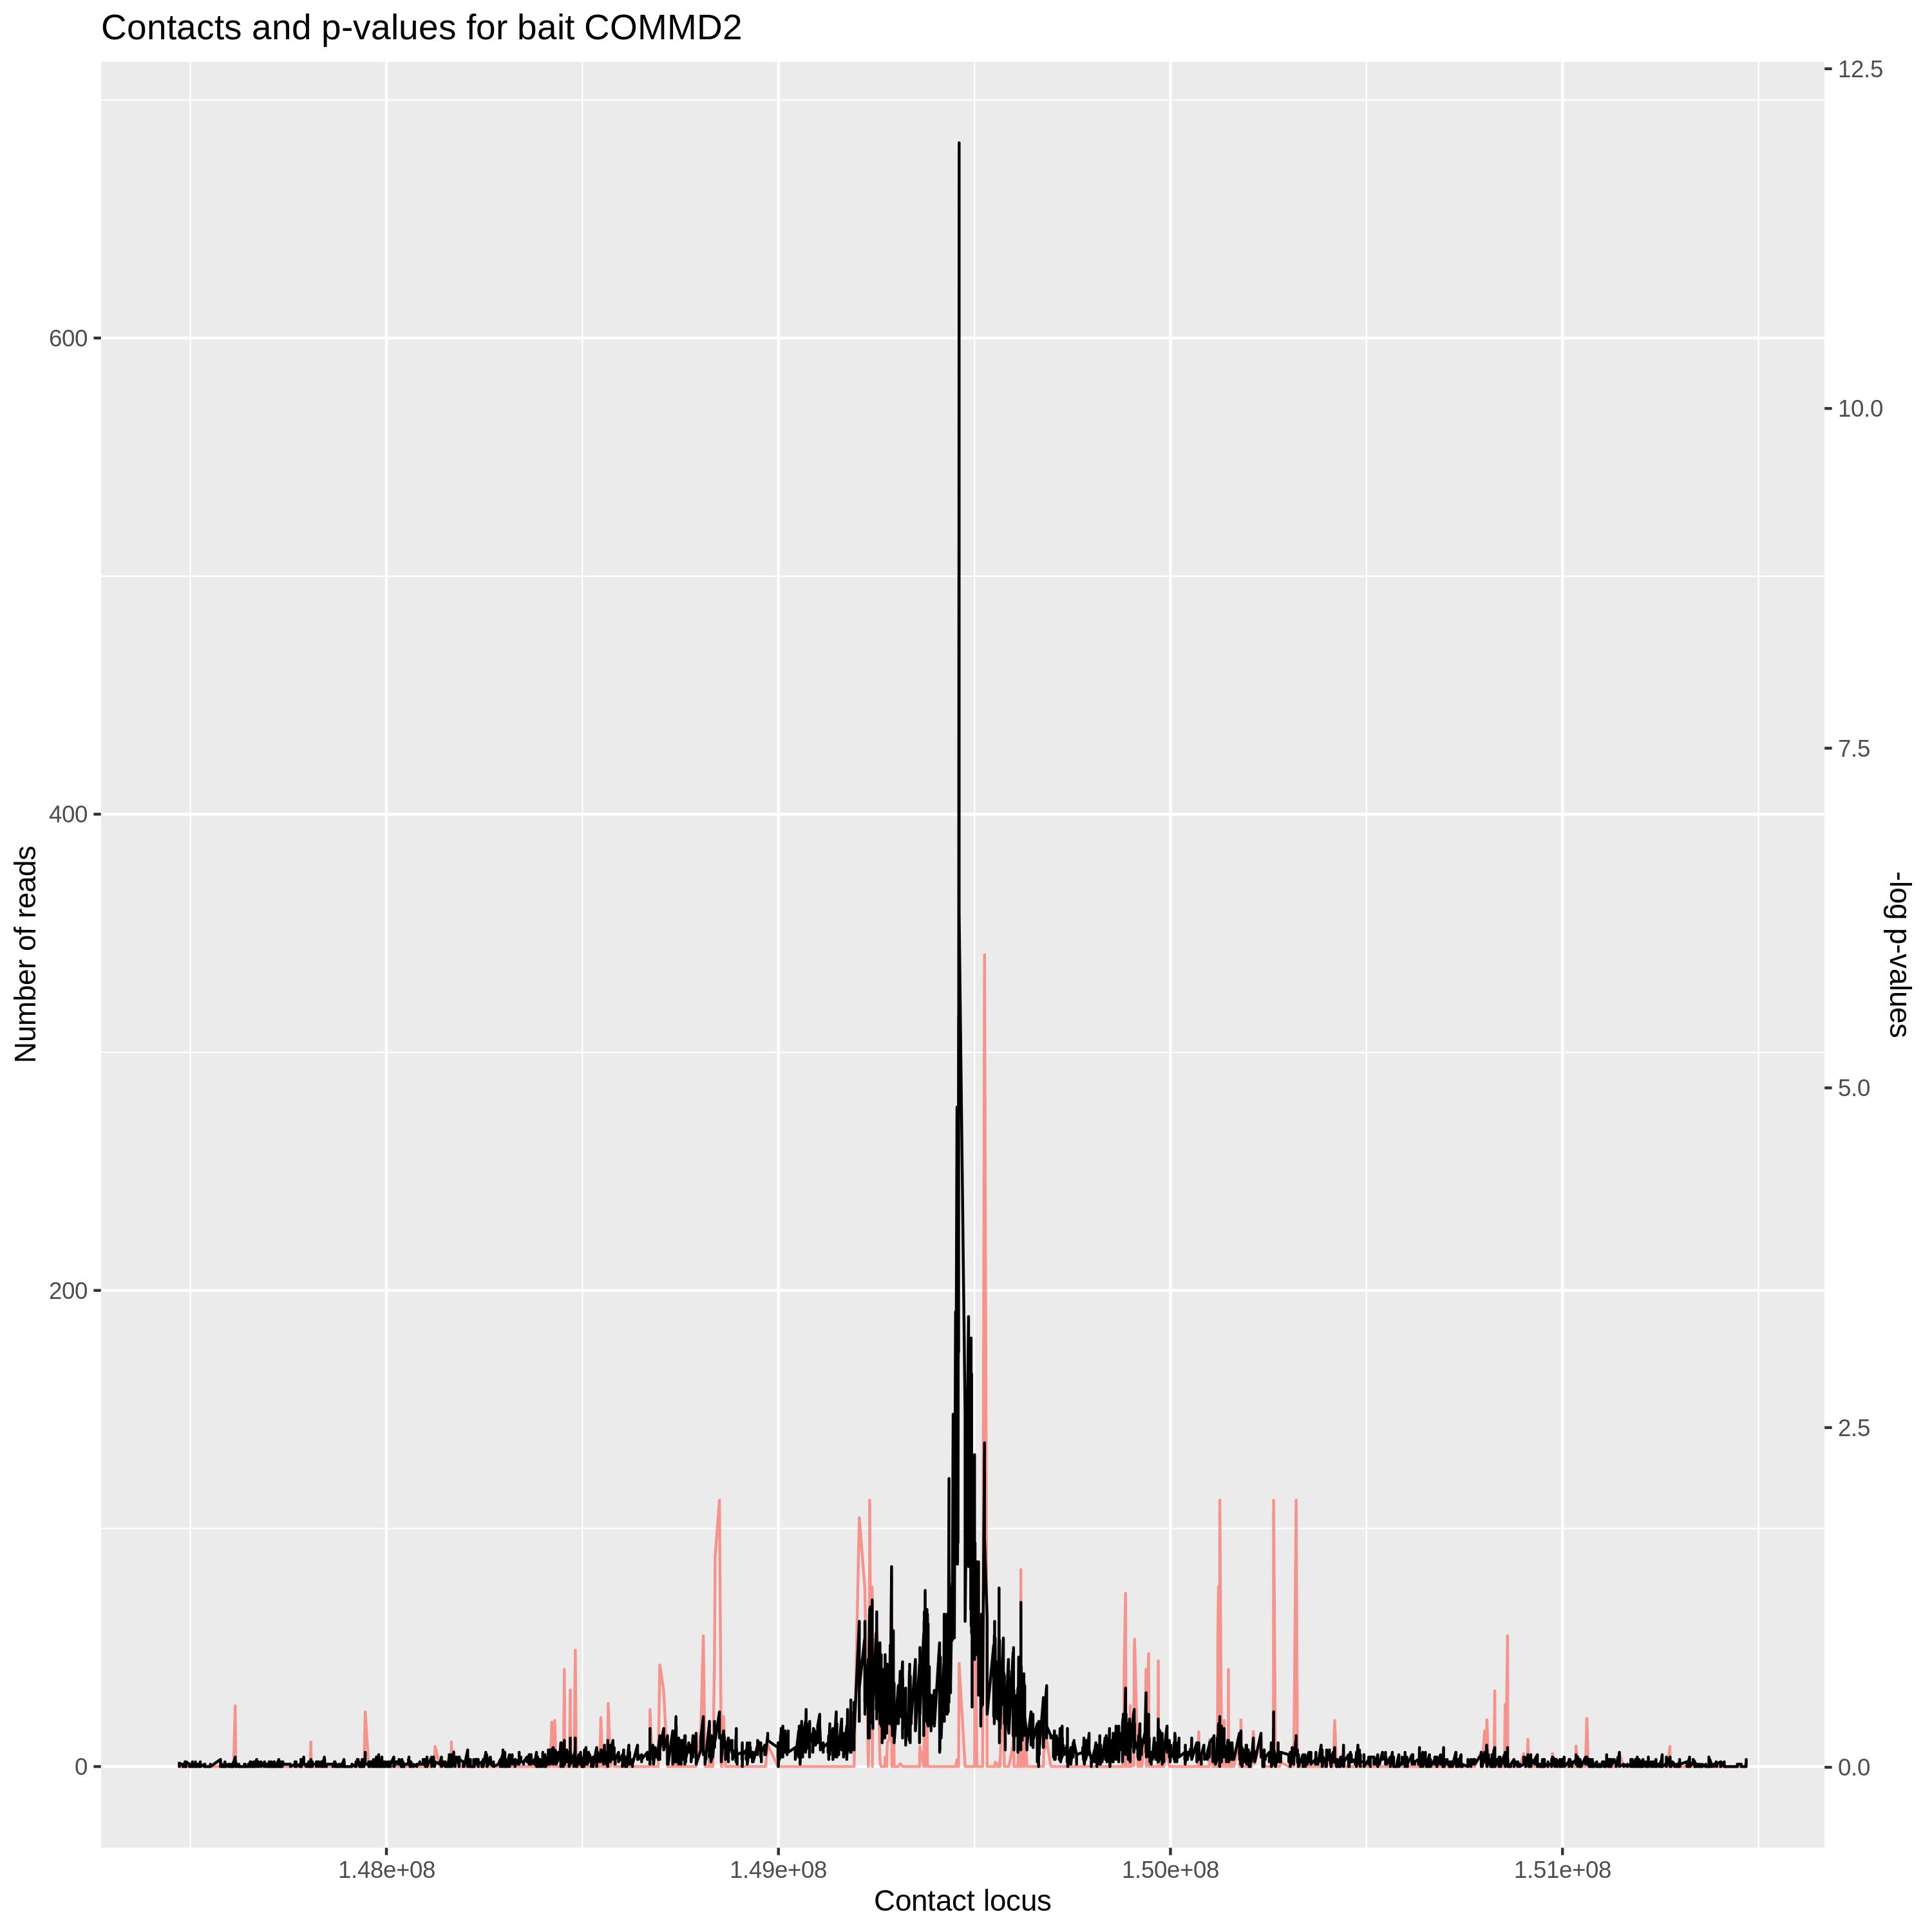 Contacts and p-values for bait COMMD2
12.5
600
10.0
7.5
400
Number of reads
-log p-values
5.0
200
2.5
0
0.0
1.48e+08
1.49e+08
1.50e+08
1.51e+08
Contact locus